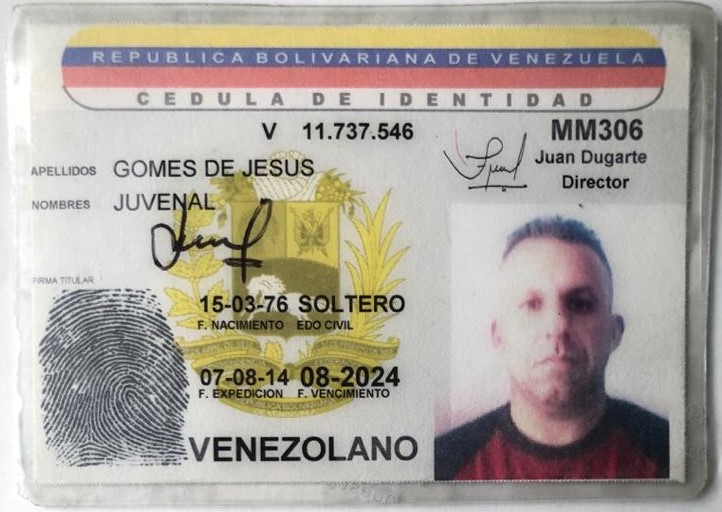 REPUBLICA BOLIVARIANA DE VENEZUELA
CEDULA DE IDENTIDAD
V 11.737.546
MM306
Juan Dugarte
Director
APELLIDOS GOMES DE JESUS
NOMBRES JUVENAL
FIRMA TITULAR
15-03-76 SOLTERO
F. NACIMIENTO EDO CIVIL
07-08-14 08-2024
F. EXPEDICION F. VENCIMIENTO
VENEZOLANO